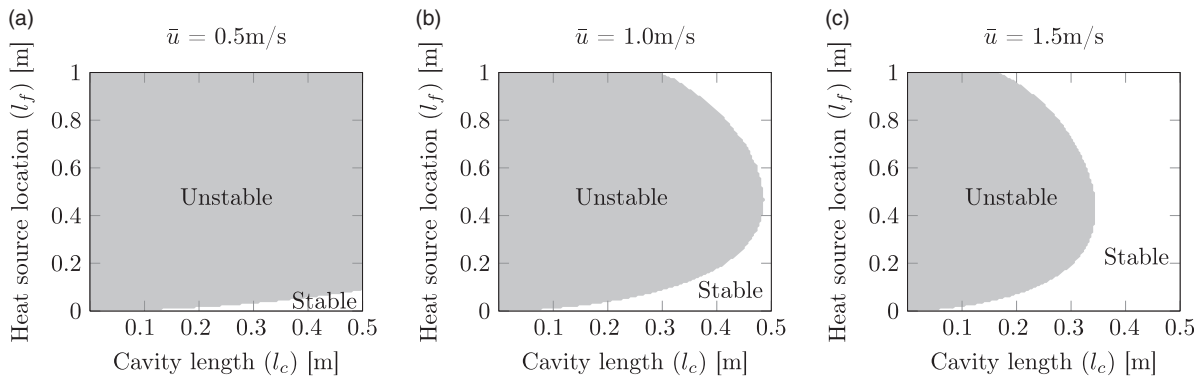 (a)
ū = 0.5m/s
Heat source location (l_f) [m]
1
0.8
0.6
0.4
0.2
0
Unstable
Stable
0.1 0.2 0.3 0.4 0.5
Cavity length (l_c) [m]
(b)
ū = 1.0m/s
Heat source location (l_f) [m]
1
0.8
0.6
0.4
0.2
0
Unstable
Stable
0.1 0.2 0.3 0.4 0.5
Cavity length (l_c) [m]
(c)
ū = 1.5m/s
Heat source location (l_f) [m]
1
0.8
0.6
0.4
0.2
0
Unstable
Stable
0.1 0.2 0.3 0.4 0.5
Cavity length (l_c) [m]